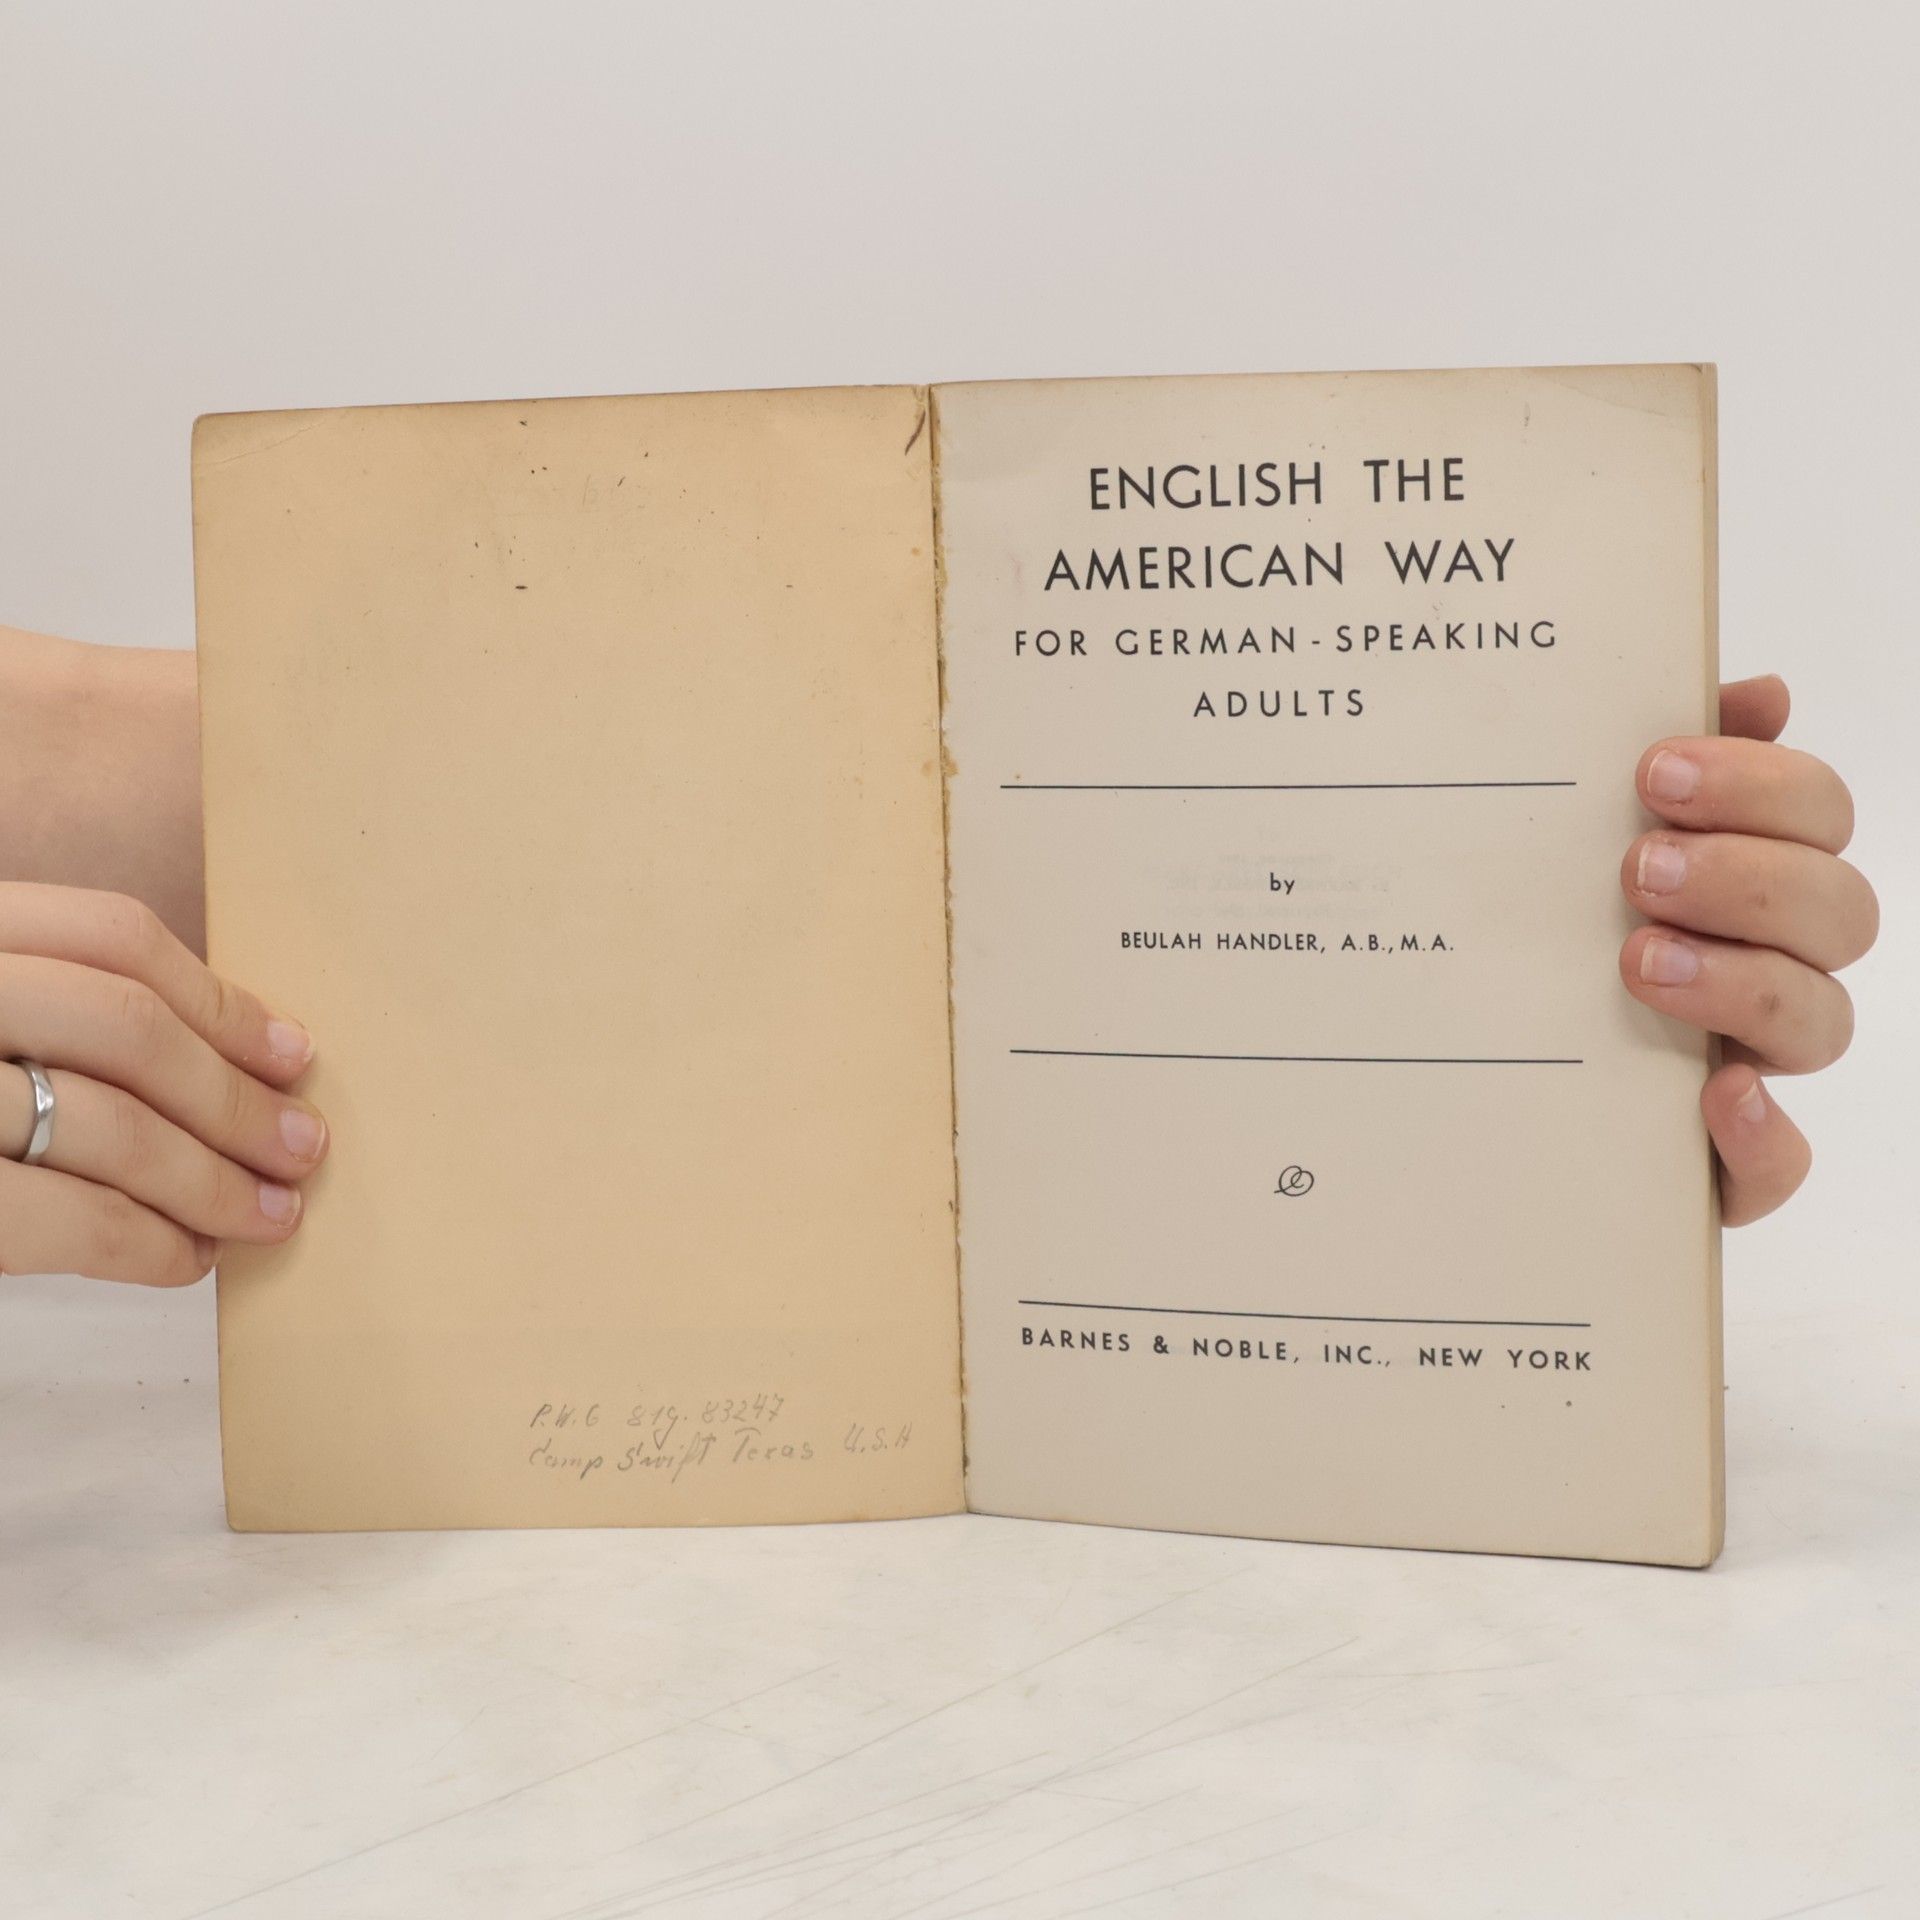 P.W.G 81g. 83247
Camp Swift Texas U.S.A
ENGLISH THE
AMERICAN WAY
FOR GERMAN-SPEAKING
ADULTS
by
BEULAH HANDLER, A.B., M.A.
BARNES & NOBLE, INC., NEW YORK